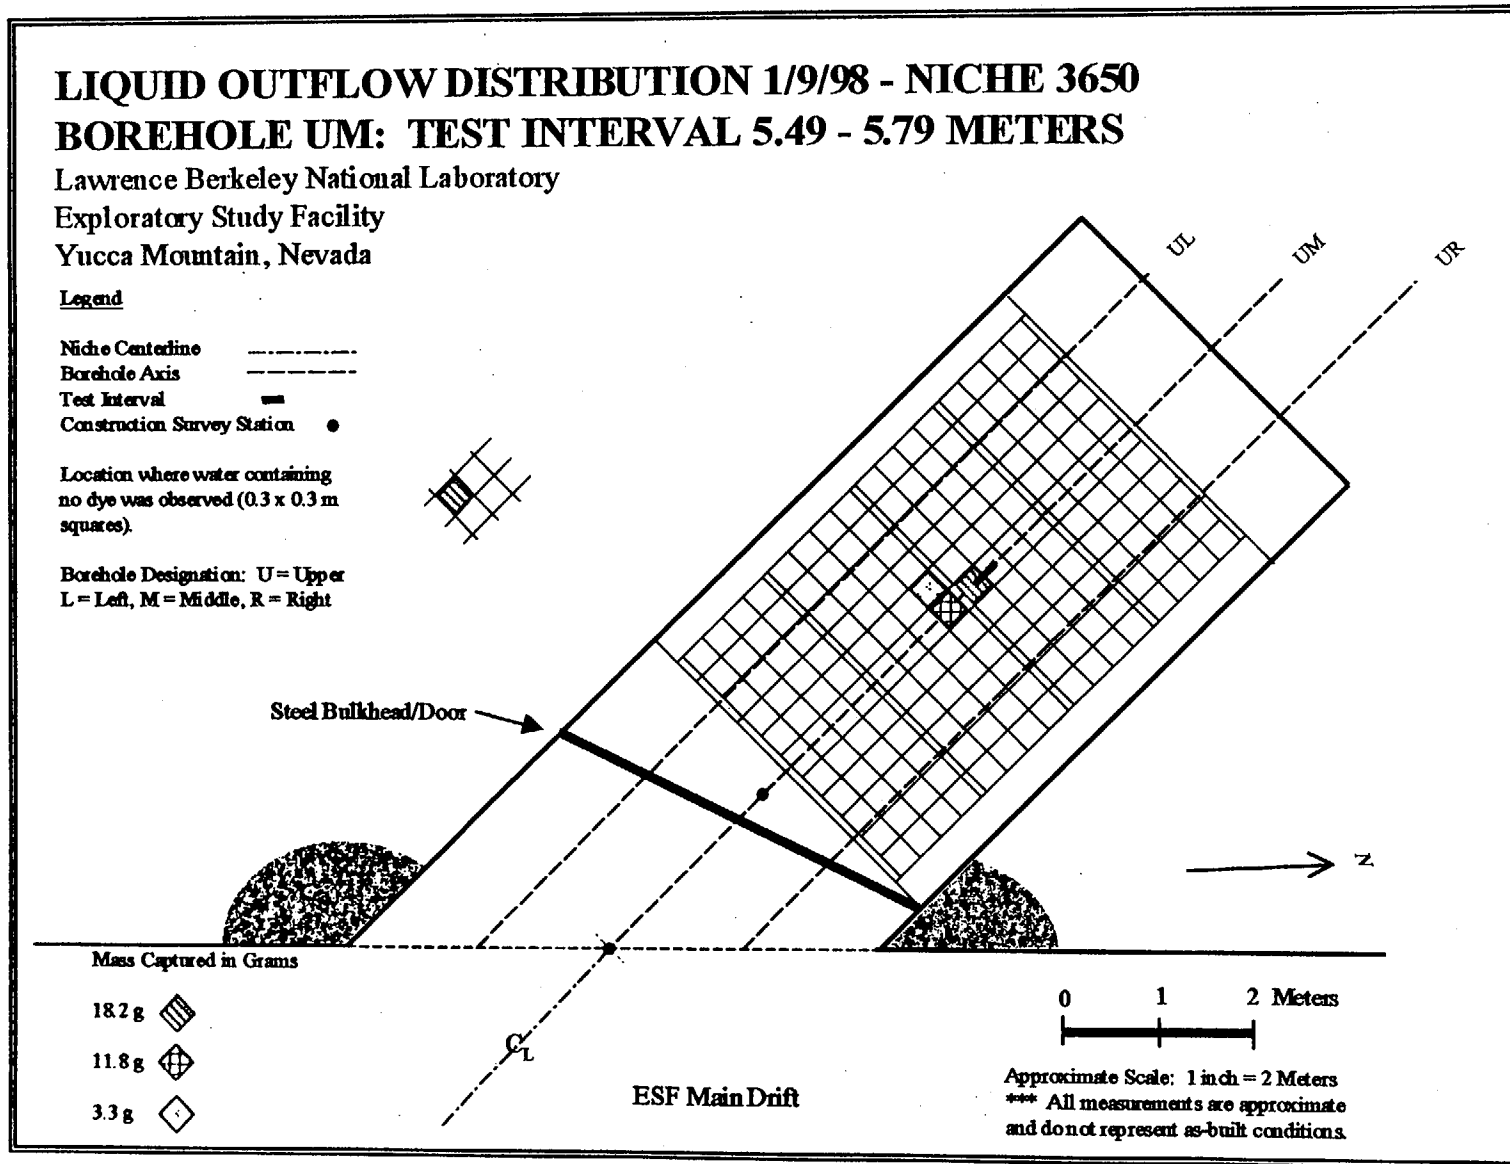 LIQUID OUTFLOW DISTRIBUTION 1/9/98 - NICHE 3650
BOREHOLE UM: TEST INTERVAL 5.49 - 5.79 METERS
Lawrence Berkeley National Laboratory
Exploratory Study Facility
Yucca Mountain, Nevada
Legend
Niche Centerline
Borehole Axis
Test Interval
Construction Survey Station
Location where water containing
no dye was observed (0.3 x 0.3 m
squares).
Borehole Designation: U = Upper
L = Left, M = Middle, R = Right
UL
UM
UR
Steel Bulkhead/Door
N
Mass Captured in Grams
18.2 g
11.8 g
3.3 g
CL
ESF Main Drift
0 1 2 Meters
Approximate Scale: 1 inch = 2 Meters
*** All measurements are approximate
and do not represent as-built conditions.